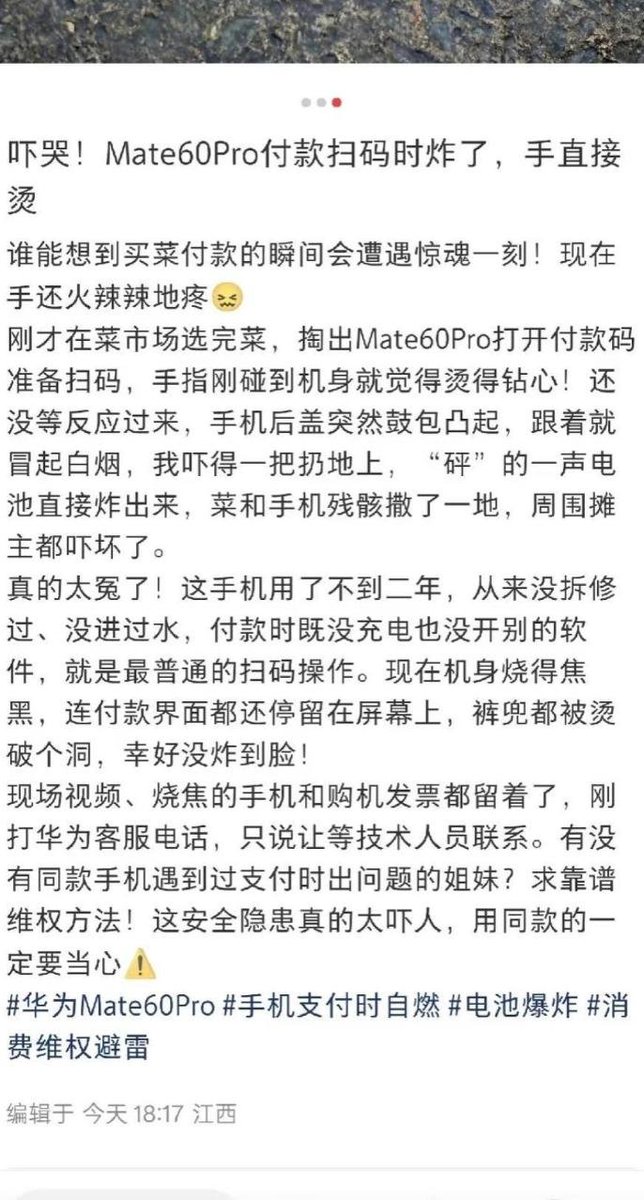 吓哭！Mate60Pro付款扫码时炸了，手直接
烫
谁能想到买菜付款的瞬间会遭遇惊魂一刻！现在
手还火辣辣地疼😖
刚才在菜市场选完菜，掏出Mate60Pro打开付款码
准备扫码，手指刚碰到机身就觉得烫得钻心！还
没等反应过来，手机后盖突然鼓包凸起，跟着就
冒起白烟，我吓得一把扔地上，“砰”的一声电
池直接炸出来，菜和手机残骸撒了一地，周围摊
主都吓坏了。
真的太冤了！这手机用了不到二年，从来没拆修
过、没进过水，付款时既没充电也没开别的软
件，就是最普通的扫码操作。现在机身烧得焦
黑，连付款界面都还停留在屏幕上，裤兜都被烫
破个洞，幸好没炸到脸！
现场视频、烧焦的手机和购机发票都留着了，刚
打华为客服电话，只说让等技术人员联系。有没
有同款手机遇到过支付时出问题的姐妹？求靠谱
维权方法！这安全隐患真的太吓人，用同款的一
定要当心⚠️
#华为Mate60Pro #手机支付时自燃 #电池爆炸 #消
费维权避雷
编辑于 今天 18:17 江西